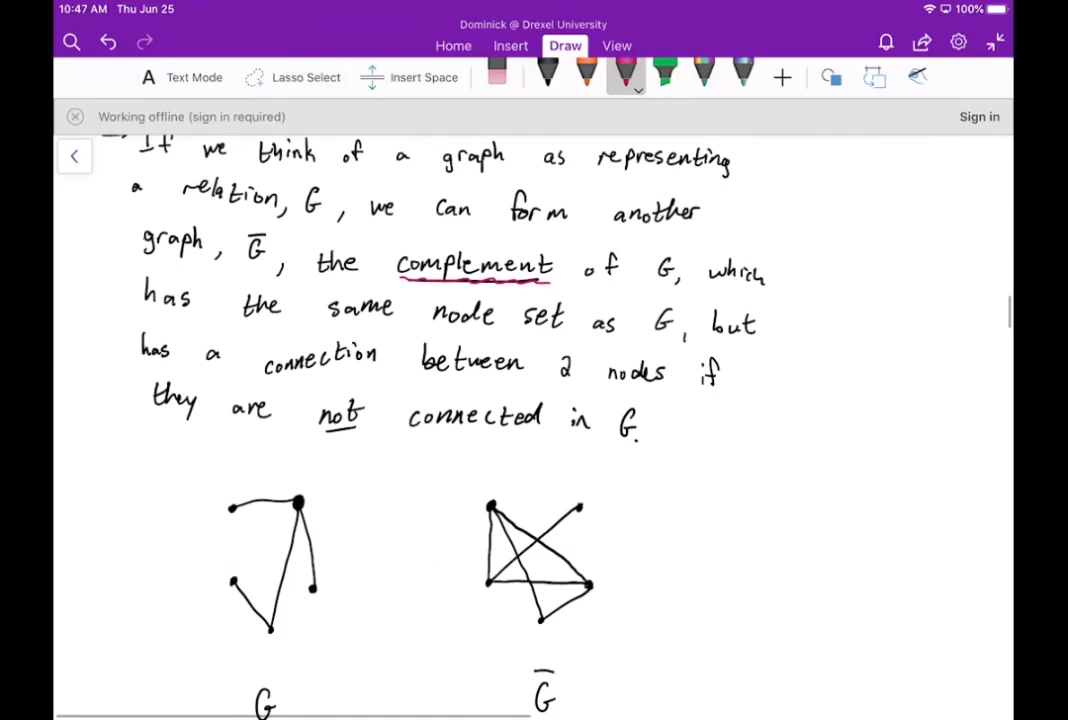 10:47 AM Thu Jun 25
100%
Dominick @ Drexel University
Home Insert Draw View
Text Mode Lasso Select Insert Space
Working offline (sign in required) Sign in
If we think of a graph as representing
a relation, G, we can form another
graph, G̅, the complement of G, which
has the same node set as G, but
has a connection between 2 nodes if
they are not connected in G.
G G̅